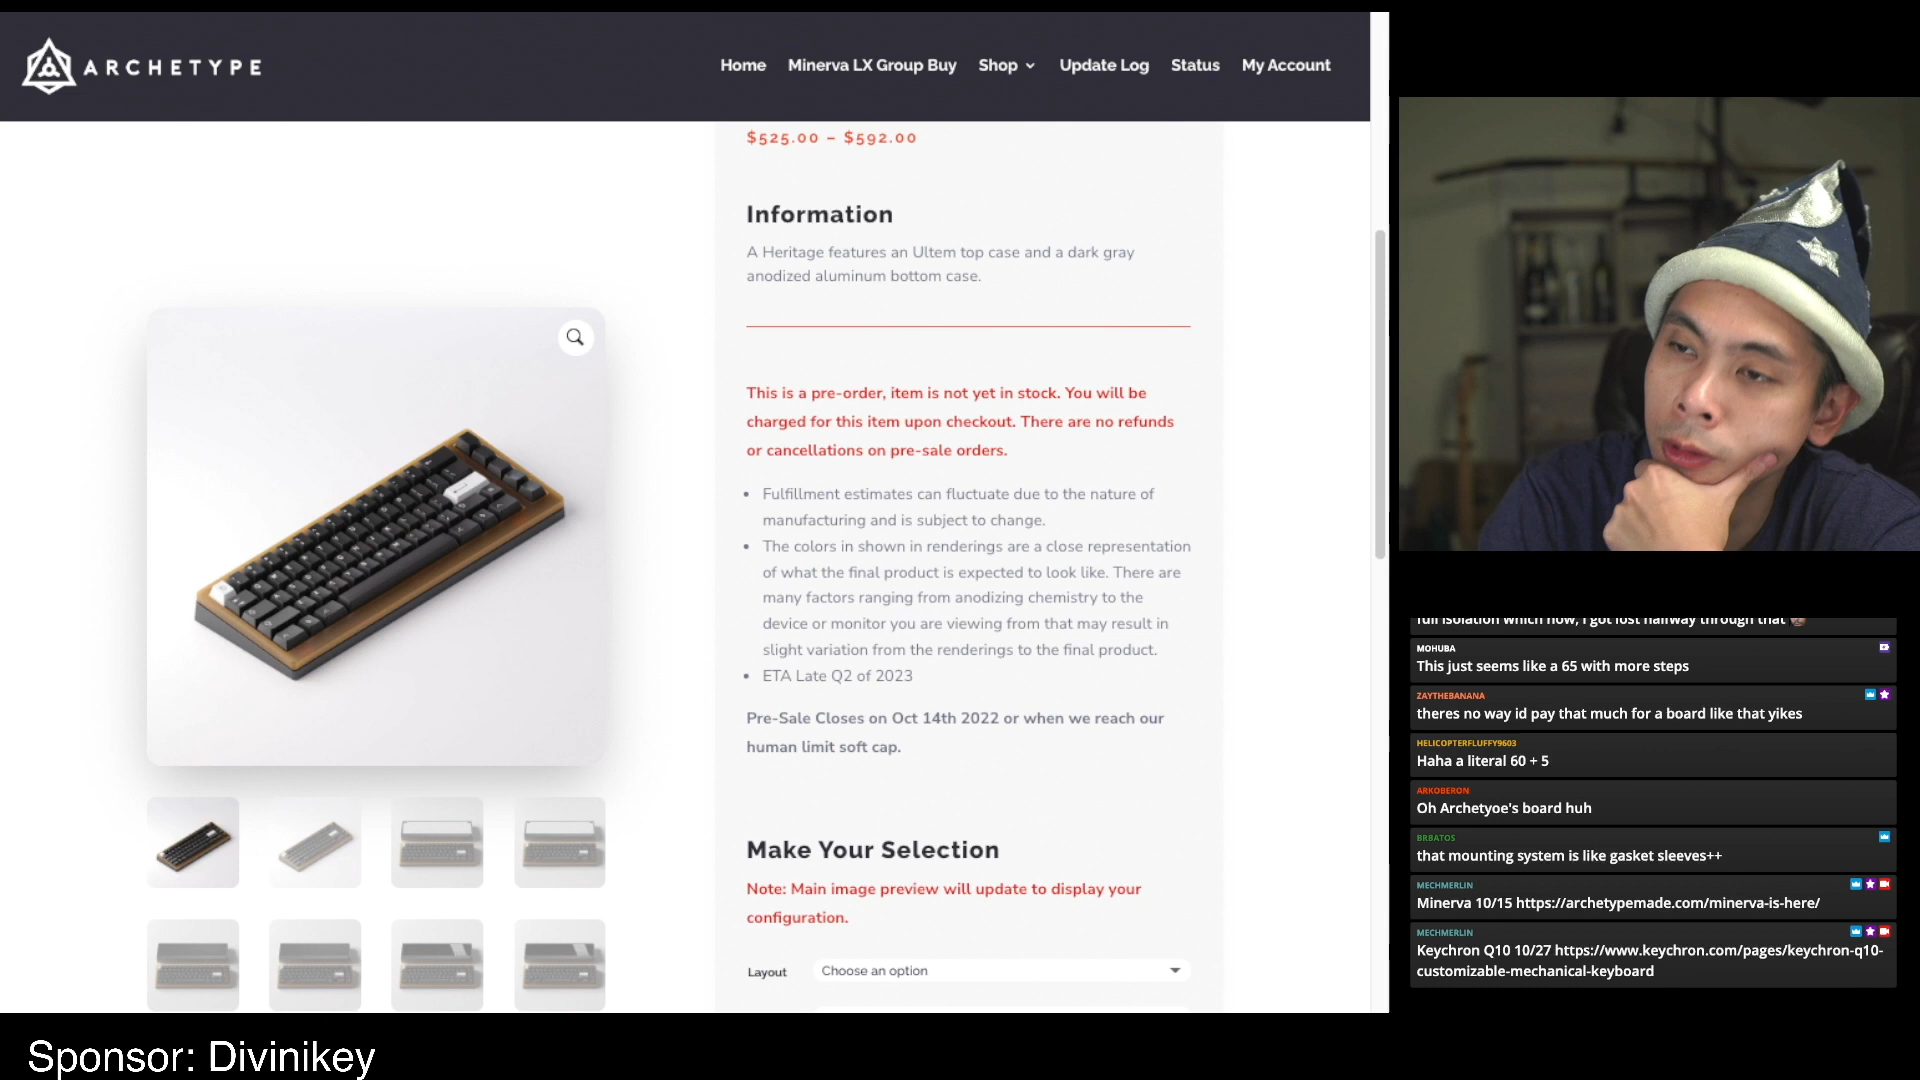 ARCHETYPE
Home Minerva LX Group Buy Shop Update Log Status My Account
$525.00 – $592.00
Information
A Heritage features an Ultem top case and a dark gray
anodized aluminum bottom case.
This is a pre-order, item is not yet in stock. You will be
charged for this item upon checkout. There are no refunds
or cancellations on pre-sale orders.
• Fulfillment estimates can fluctuate due to the nature of
manufacturing and is subject to change.
• The colors in shown in renderings are a close representation
of what the final product is expected to look like. There are
many factors ranging from anodizing chemistry to the
device or monitor you are viewing from that may result in
slight variation from the renderings to the final product.
• ETA Late Q2 of 2023
Pre-Sale Closes on Oct 14th 2022 or when we reach our
human limit soft cap.
Make Your Selection
Note: Main image preview will update to display your
configuration.
Layout Choose an option
full isolation which now, I got lost halfway through that
MOHUBA
This just seems like a 65 with more steps
ZAYTHEBANANA
theres no way id pay that much for a board like that yikes
HELICOPTERFLUFFY9603
Haha a literal 60 + 5
ARKOBERON
Oh Archetyoe's board huh
BRBATOS
that mounting system is like gasket sleeves++
MECHMERLIN
Minerva 10/15 https://archetypemade.com/minerva-is-here/
MECHMERLIN
Keychron Q10 10/27 https://www.keychron.com/pages/keychron-q10-
customizable-mechanical-keyboard
Sponsor: Divinikey